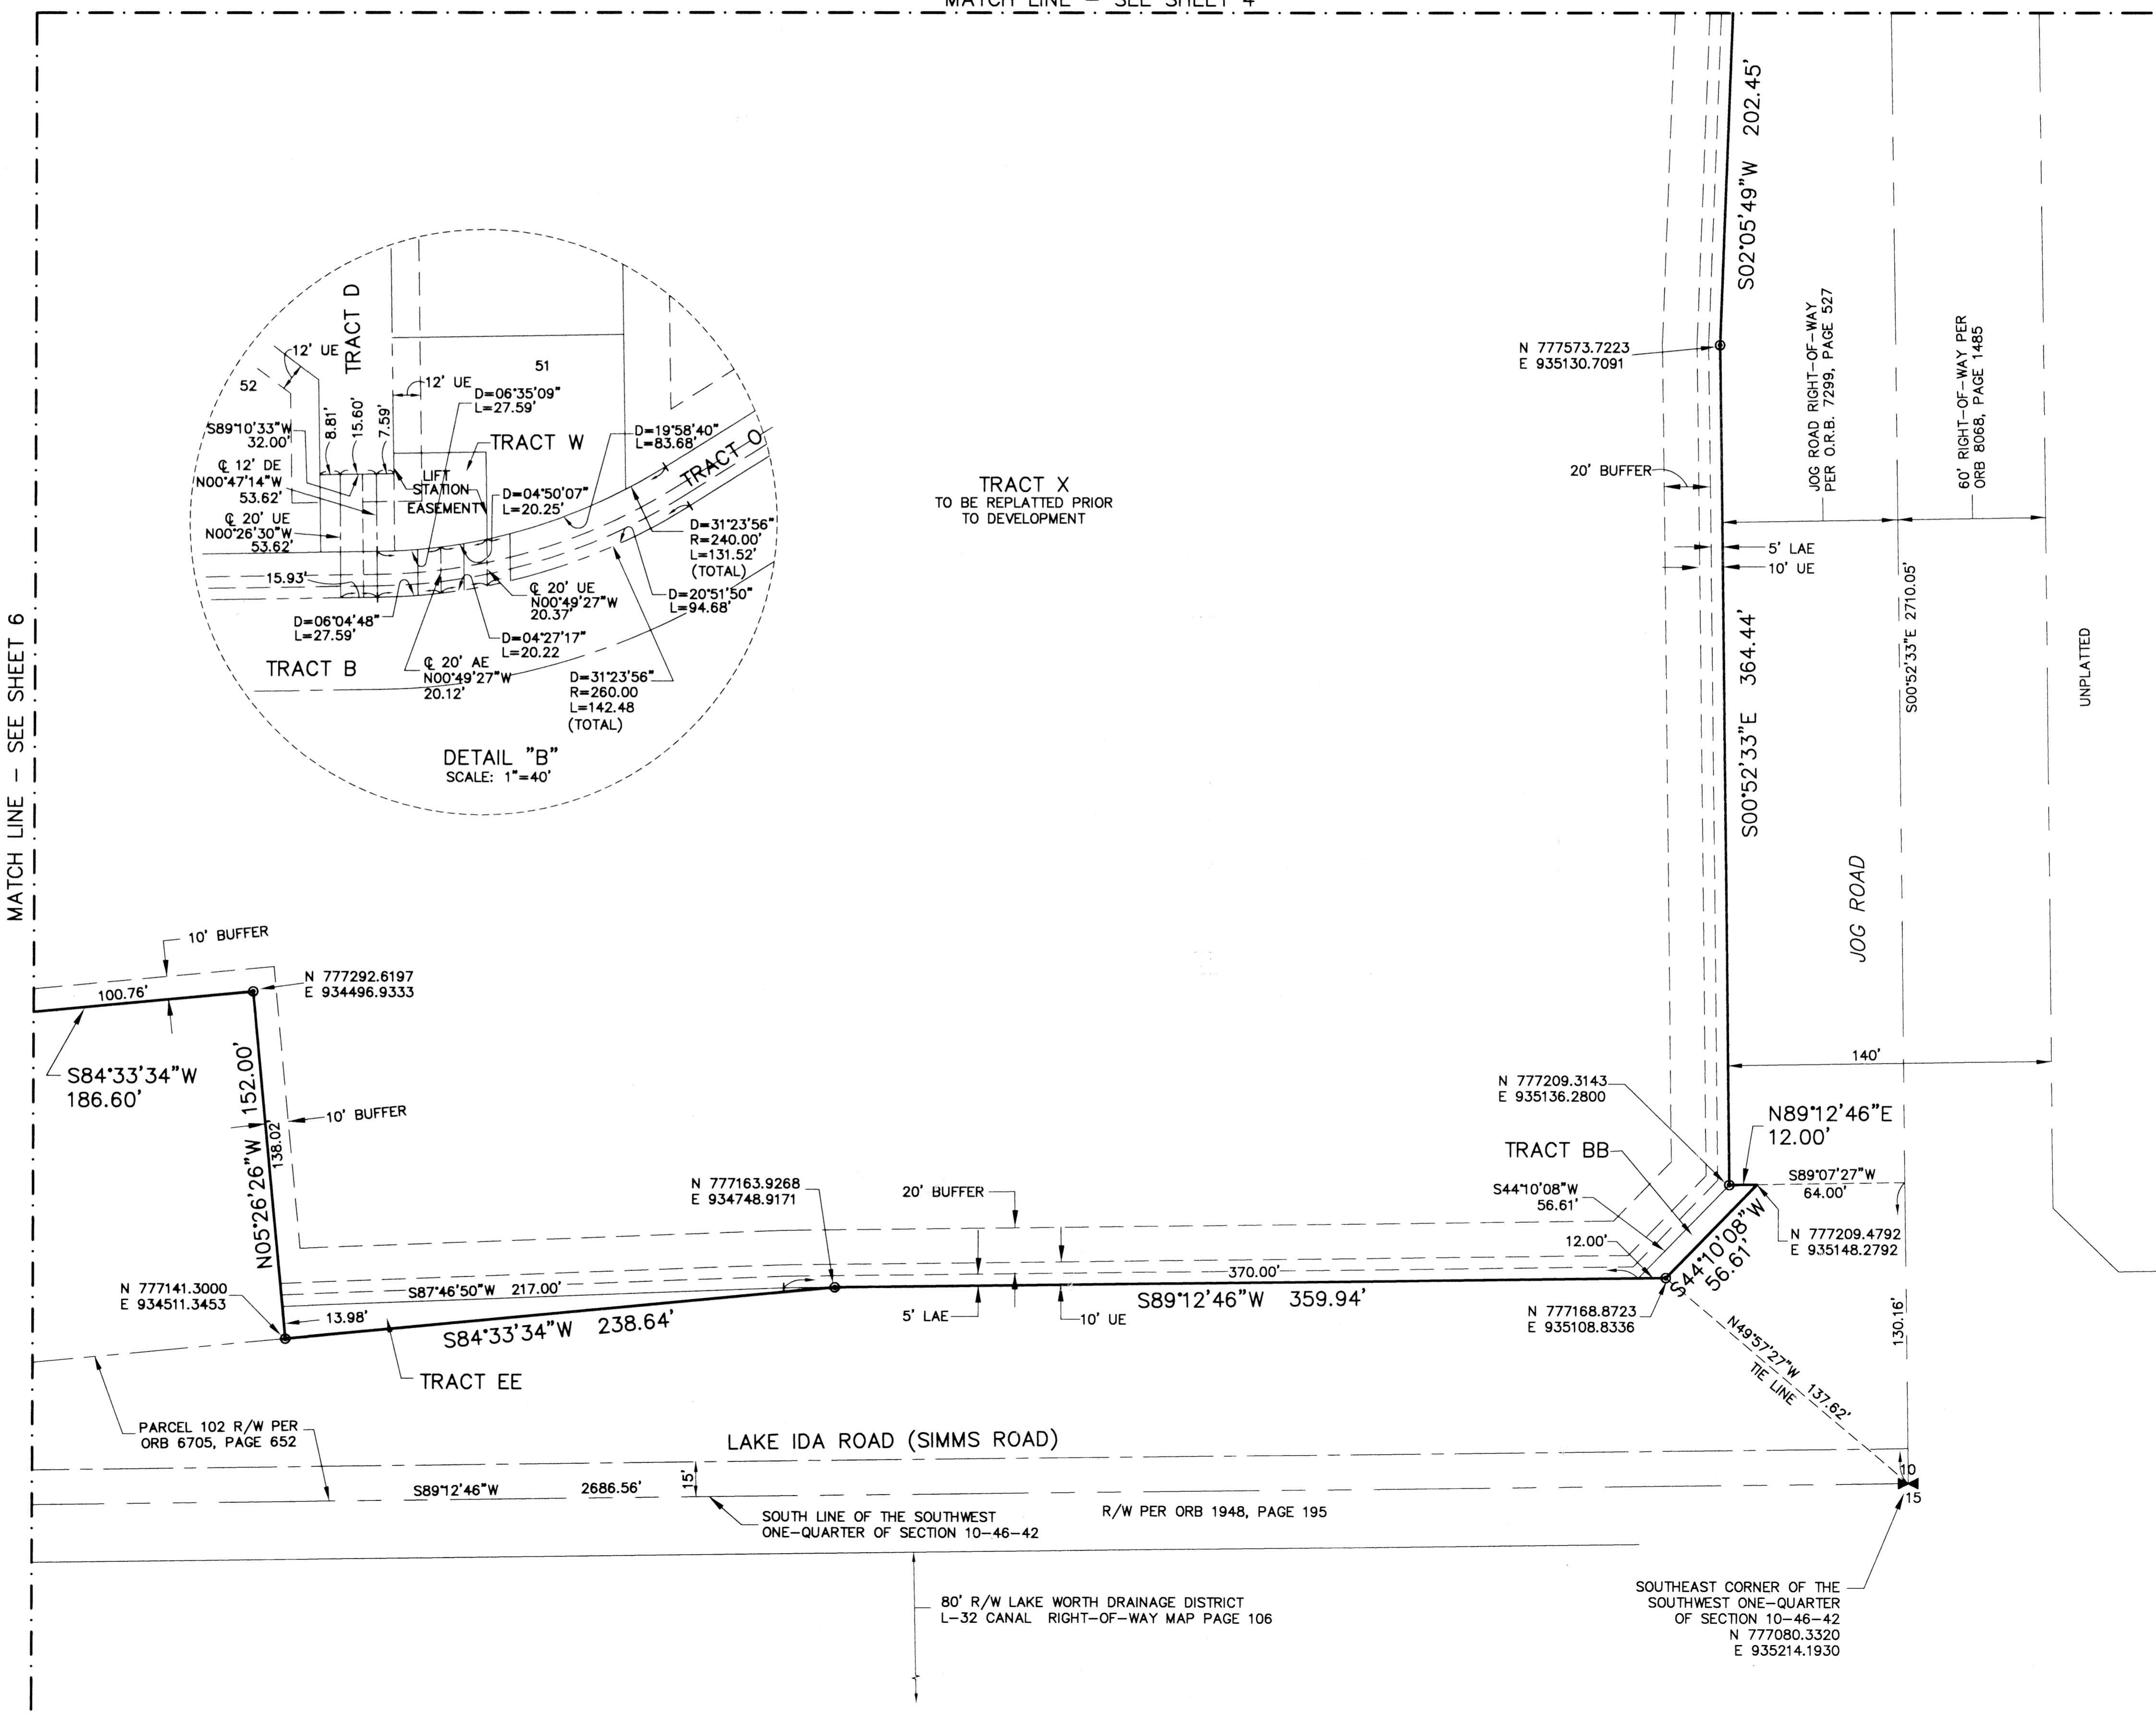 MATCH LINE - SEE SHEET 4
MATCH LINE - SEE SHEET 6
S02°05'49"W 202.45'
JOG ROAD RIGHT-OF-WAY
PER O.R.B. 7299, PAGE 527
60' RIGHT-OF-WAY PER
ORB 8068, PAGE 1485
N 777573.7223
E 935130.7091
20' BUFFER
5' LAE
10' UE
S00°52'33"E 2710.05'
S00°52'33"E 364.44'
UNPLATTED
JOG ROAD
TRACT X
TO BE REPLATTED PRIOR
TO DEVELOPMENT
TRACT D
12' UE
52
51
12' UE
D=06°35'09"
L=27.59'
S89°10'33"W
32.00'
8.81'
15.60'
7.59'
TRACT W
D=19°58'40"
L=83.68'
TRACT O
℄ 12' DE
N00°47'14"W
53.62'
LIFT
STATION
EASEMENT
D=04°50'07"
L=20.25'
℄ 20' UE
N00°26'30"W
53.62'
D=31°23'56"
R=240.00'
L=131.52'
(TOTAL)
15.93'
℄ 20' UE
N00°49'27"W
20.37'
D=20°51'50"
L=94.68'
D=06°04'48"
L=27.59'
D=04°27'17"
L=20.22
TRACT B
℄ 20' AE
N00°49'27"W
20.12'
D=31°23'56"
R=260.00
L=142.48
(TOTAL)
DETAIL "B"
SCALE: 1"=40'
10' BUFFER
100.76'
N 777292.6197
E 934496.9333
S84°33'34"W
186.60'
N05°26'26"W 152.00'
138.02'
10' BUFFER
140'
N 777209.3143
E 935136.2800
N89°12'46"E
12.00'
TRACT BB
S89°07'27"W
64.00'
S44°10'08"W
56.61'
N 777163.9268
E 934748.9171
20' BUFFER
12.00'
S44°10'08"W
56.61'
N 777209.4792
E 935148.2792
N 777141.3000
E 934511.3453
S87°46'50"W 217.00'
370.00'
13.98'
S84°33'34"W 238.64'
5' LAE
10' UE
S89°12'46"W 359.94'
N 777168.8723
E 935108.8336
130.16'
N49°57'27"W 137.62'
TIE LINE
TRACT EE
PARCEL 102 R/W PER
ORB 6705, PAGE 652
LAKE IDA ROAD (SIMMS ROAD)
15'
S89°12'46"W 2686.56'
10
15
SOUTH LINE OF THE SOUTHWEST
ONE-QUARTER OF SECTION 10-46-42
R/W PER ORB 1948, PAGE 195
80' R/W LAKE WORTH DRAINAGE DISTRICT
L-32 CANAL RIGHT-OF-WAY MAP PAGE 106
SOUTHEAST CORNER OF THE
SOUTHWEST ONE-QUARTER
OF SECTION 10-46-42
N 777080.3320
E 935214.1930